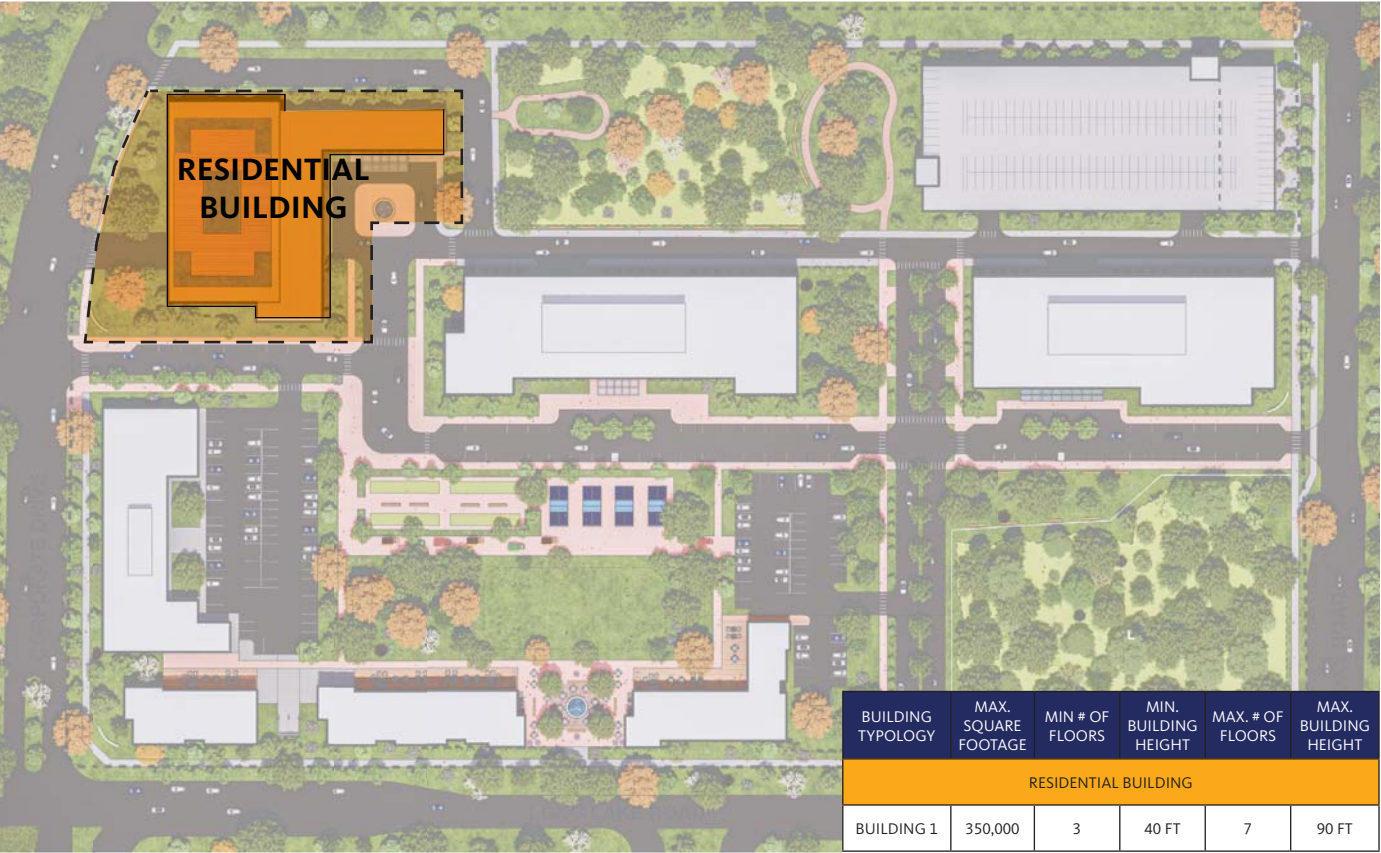 RESIDENTIAL
BUILDING
L
BUILDING
TYPOLOGY
MAX.
SQUARE
FOOTAGE
MIN # OF
FLOORS
MIN.
BUILDING
HEIGHT
MAX. # OF
FLOORS
MAX.
BUILDING
HEIGHT
RESIDENTIAL BUILDING
BUILDING 1
350,000
3
40 FT
7
90 FT